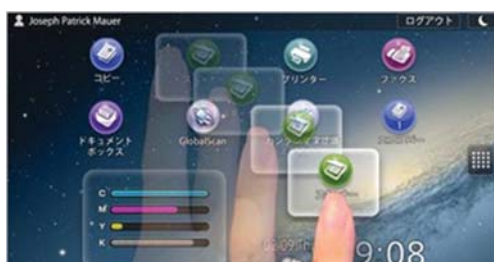 Joseph Patrick Mauer
ログアウト
コピー
プリンター
ファックス
ドキュメント
ボックス
GlobalScan
C
M
Y
K
9:08